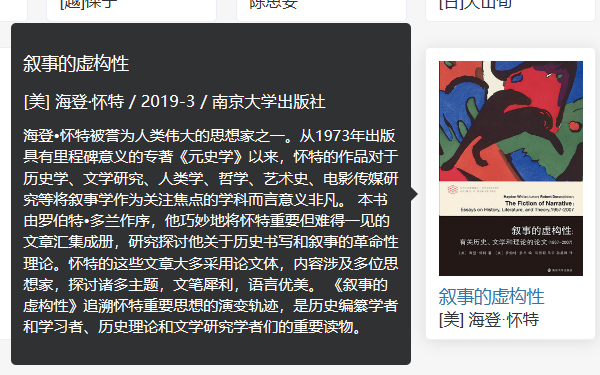 [越]保宁
陈思安
[日]大山旬
叙事的虚构性
[美] 海登·怀特 / 2019-3 / 南京大学出版社
海登•怀特被誉为人类伟大的思想家之一。从1973年出版
具有里程碑意义的专著《元史学》以来，怀特的作品对于
历史学、文学研究、人类学、哲学、艺术史、电影传媒研
究等将叙事学作为关注焦点的学科而言意义非凡。 本书
由罗伯特•多兰作序，他巧妙地将怀特重要但难得一见的
文章汇集成册，研究探讨他关于历史书写和叙事的革命性
理论。怀特的这些文章大多采用论文体，内容涉及多位思
想家，探讨诸多主题，文笔犀利，语言优美。 《叙事的
虚构性》追溯怀特重要思想的演变轨迹，是历史编纂学者
和学习者、历史理论和文学研究学者们的重要读物。
The Fiction of Narrative:
Essays on History, Literature, and Theory, 1957-2007
叙事的虚构性:
有关历史、文学和理论的论文 (1957-2007)
叙事的虚构性
[美] 海登·怀特